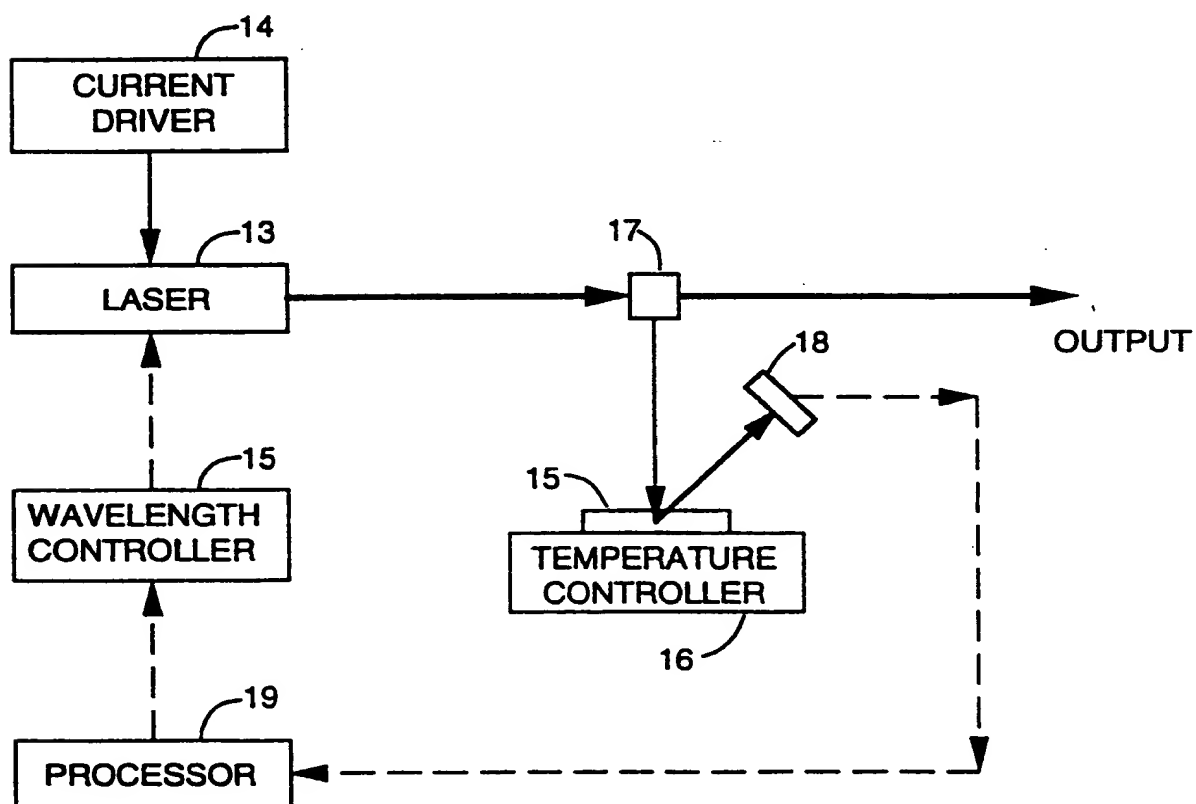 14
CURRENT
DRIVER
13
LASER
17
OUTPUT
18
15
WAVELENGTH
CONTROLLER
15
TEMPERATURE
CONTROLLER
16
19
PROCESSOR